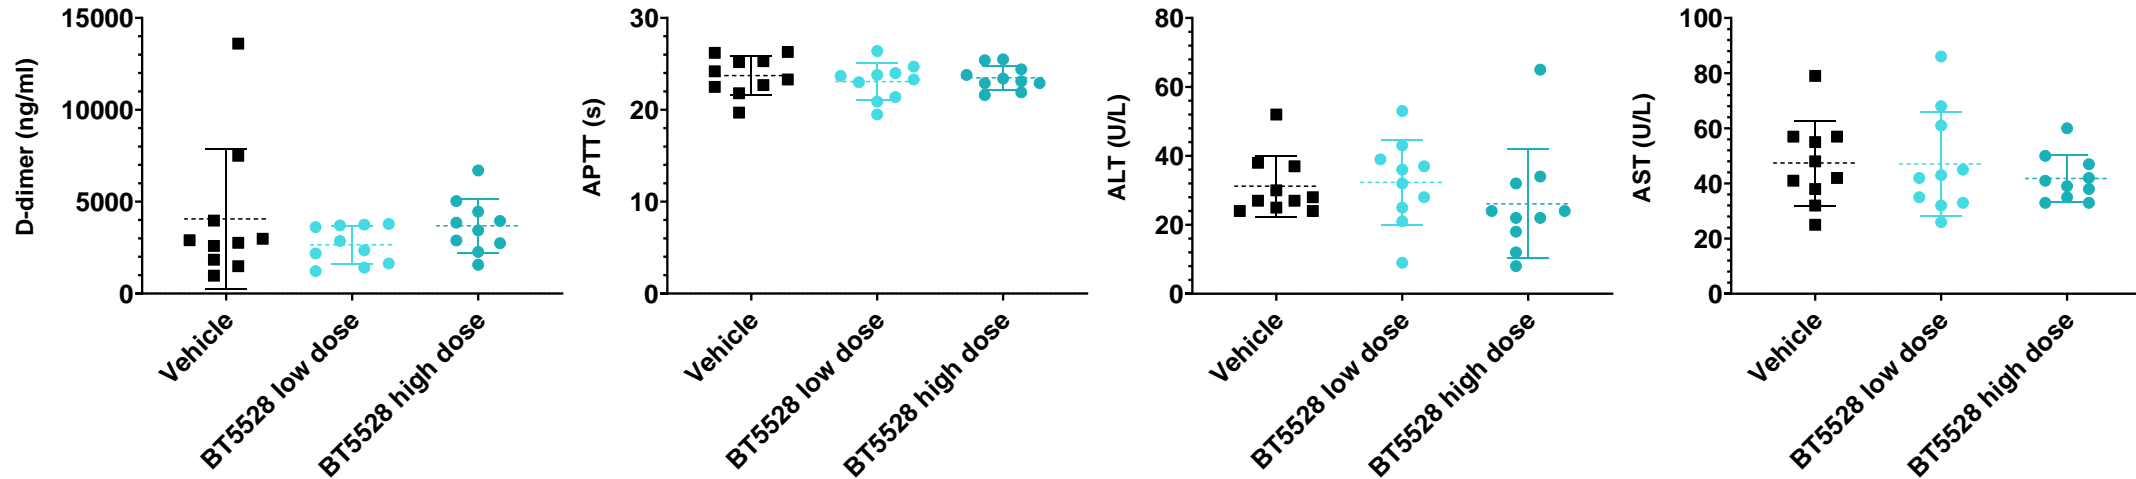 D-dimer (ng/ml)
15000
10000
5000
0
Vehicle
BT5528 low dose
BT5528 high dose
APTT (s)
30
20
10
0
Vehicle
BT5528 low dose
BT5528 high dose
ALT (U/L)
80
60
40
20
0
Vehicle
BT5528 low dose
BT5528 high dose
AST (U/L)
100
80
60
40
20
0
Vehicle
BT5528 low dose
BT5528 high dose